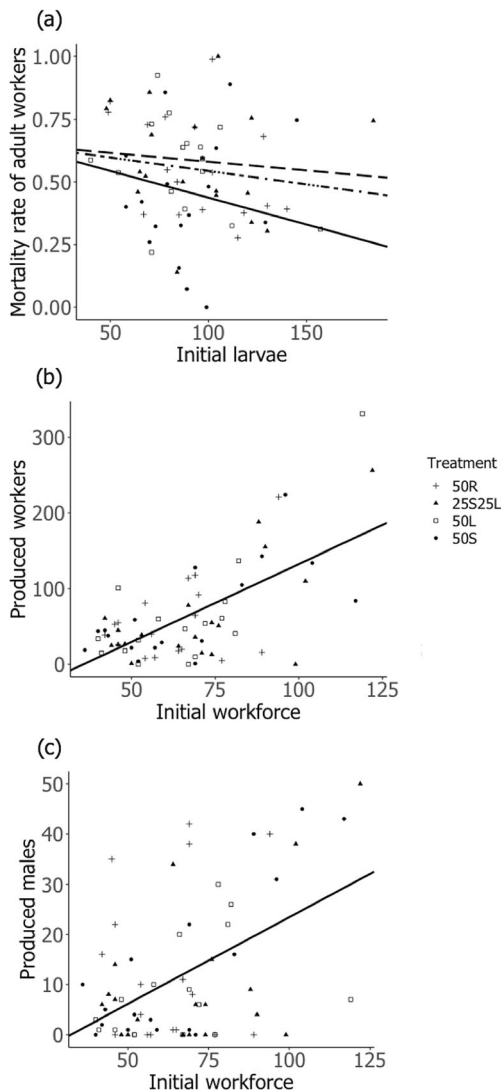 (a)
Mortality rate of adult workers
1.00
0.75
0.50
0.25
0.00
50
100
150
Initial larvae
(b)
Produced workers
300
200
100
0
50
75
100
125
Initial workforce
Treatment
50R
25S25L
50L
50S
(c)
Produced males
50
40
30
20
10
0
50
75
100
125
Initial workforce